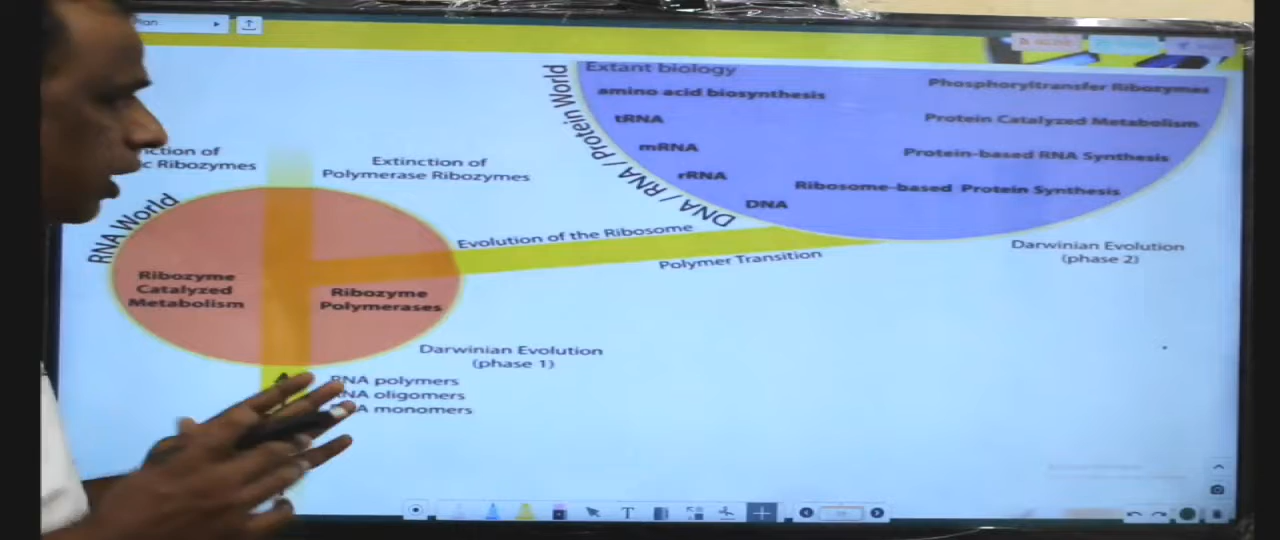 Extant biology
amino acid biosynthesis
tRNA
mRNA
rRNA
DNA
Phosphoryltransfer Ribozymes
Protein Catalyzed Metabolism
Protein-based RNA Synthesis
Ribosome-based Protein Synthesis
DNA / RNA / Protein World
of
Ribozymes
Extinction of
Polymerase Ribozymes
RNA World
Evolution of the Ribosome
Polymer Transition
Darwinian Evolution
(phase 2)
Ribozyme
Catalyzed
Metabolism
Ribozyme
Polymerases
Darwinian Evolution
(phase 1)
RNA polymers
RNA oligomers
monomers
T